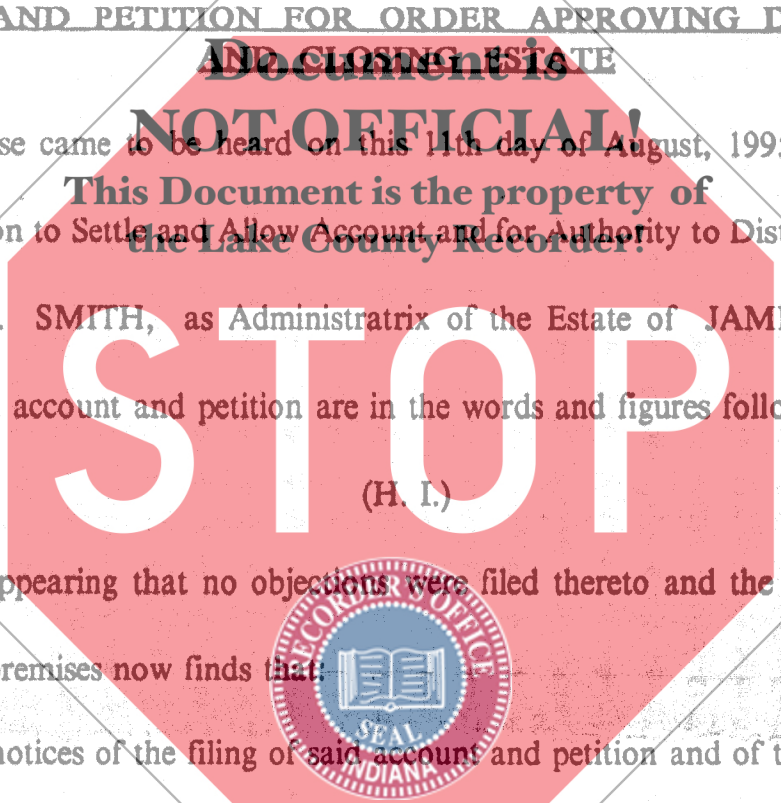 AND PETITION FOR ORDER APPROVING
AND CLOSING ESTATE
Document is
NOT OFFICIAL!
se came to be heard on this 11th day of August, 199
This Document is the property of
on to Settle and Allow Account and for Authority to Dist
the Lake County Recorder!
SMITH, as Administratrix of the Estate of JAM
STOP
account and petition are in the words and figures follo
(H. I.)
ppearing that no objections were filed thereto and the
remises now finds that:
notices of the filing of said account and petition and of t
RECORDER'S OFFICE
SEAL
INDIANA